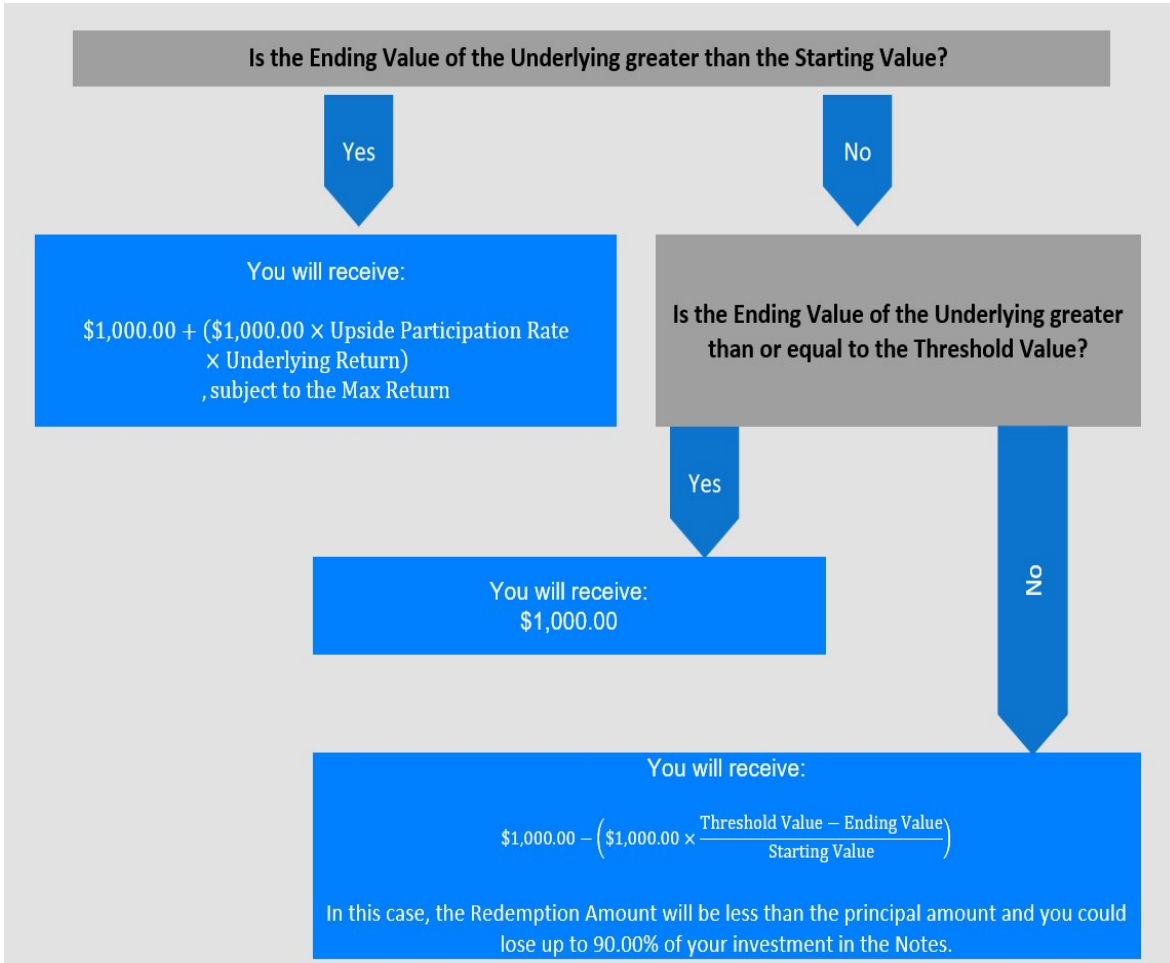 Is the Ending Value of the Underlying greater than the Starting Value?
Yes
No
You will receive:
$1,000.00 + ($1,000.00 × Upside Participation Rate
× Underlying Return)
, subject to the Max Return
Is the Ending Value of the Underlying greater
than or equal to the Threshold Value?
Yes
No
You will receive:
$1,000.00
You will receive:
$1,000.00 − ($1,000.00 × (Threshold Value − Ending Value) / Starting Value)
In this case, the Redemption Amount will be less than the principal amount and you could
lose up to 90.00% of your investment in the Notes.